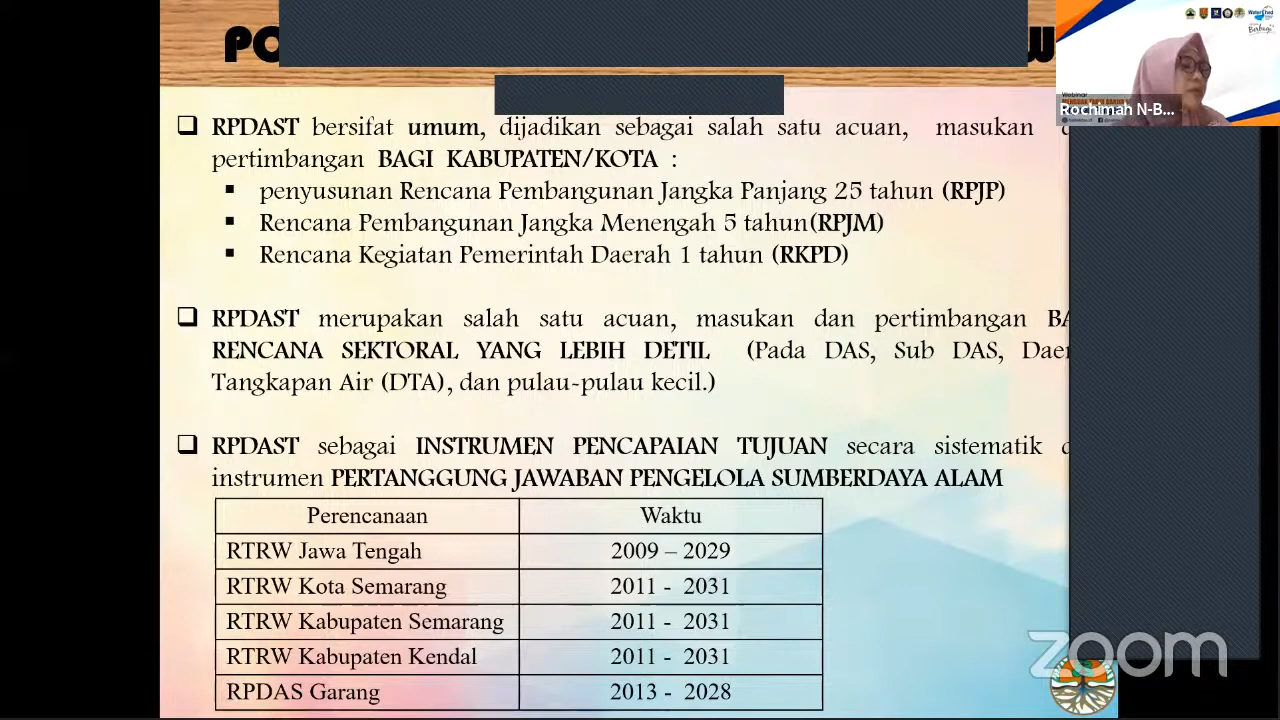 RPDAST bersifat umum, dijadikan sebagai salah satu acuan, masukan
pertimbangan BAGI KABUPATEN/KOTA :
penyusunan Rencana Pembangunan Jangka Panjang 25 tahun (RPJP)
Rencana Pembangunan Jangka Menengah 5 tahun(RPJM)
Rencana Kegiatan Pemerintah Daerah 1 tahun (RKPD)
RPDAST merupakan salah satu acuan, masukan dan pertimbangan
RENCANA SEKTORAL YANG LEBIH DETIL (Pada DAS, Sub DAS,
Tangkapan Air (DTA), dan pulau-pulau kecil.)
RPDAST sebagai INSTRUMEN PENCAPAIAN TUJUAN secara sistematik
instrumen PERTANGGUNG JAWABAN PENGELOLA SUMBERDAYA ALAM
Perencanaan Waktu
RTRW Jawa Tengah 2009 – 2029
RTRW Kota Semarang 2011 - 2031
RTRW Kabupaten Semarang 2011 - 2031
RTRW Kabupaten Kendal 2011 - 2031
RPDAS Garang 2013 - 2028
Berbagi
Webinar
Rochimah N-B...
zoom